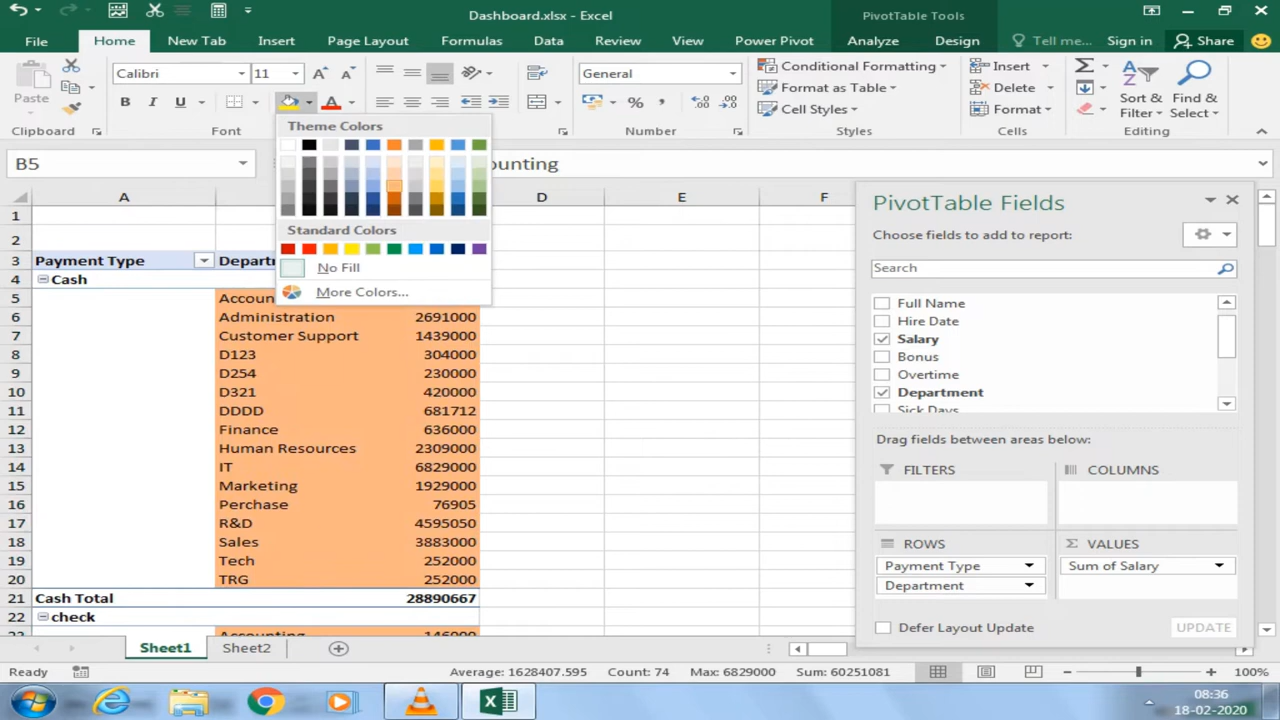 Dashboard.xlsx - Excel
PivotTable Tools
File
Home
New Tab
Insert
Page Layout
Formulas
Data
Review
View
Power Pivot
Analyze
Design
Tell me...
Sign in
Share
Paste
Clipboard
Calibri
11
B I U
A
Font
General
%
,
Number
Conditional Formatting
Format as Table
Cell Styles
Styles
Insert
Delete
Format
Cells
Sort &
Filter
Find &
Select
Editing
B5
ounting
Theme Colors
Standard Colors
No Fill
More Colors...
A D E F
1
2
3 Payment Type Departm
4 Cash
5 Accoun
6 Administration 2691000
7 Customer Support 1439000
8 D123 304000
9 D254 230000
10 D321 420000
11 DDDD 681712
12 Finance 636000
13 Human Resources 2309000
14 IT 6829000
15 Marketing 1929000
16 Perchase 76905
17 R&D 4595050
18 Sales 3883000
19 Tech 252000
20 TRG 252000
21 Cash Total 28890667
22 check
23 Accounting 146000
PivotTable Fields
Choose fields to add to report:
Search
Full Name
Hire Date
Salary
Bonus
Overtime
Department
Sick Days
Drag fields between areas below:
FILTERS
COLUMNS
ROWS
Payment Type
Department
VALUES
Sum of Salary
Defer Layout Update
UPDATE
Sheet1
Sheet2
Ready
Average: 1628407.595 Count: 74 Max: 6829000 Sum: 60251081
100%
08:36
18-02-2020